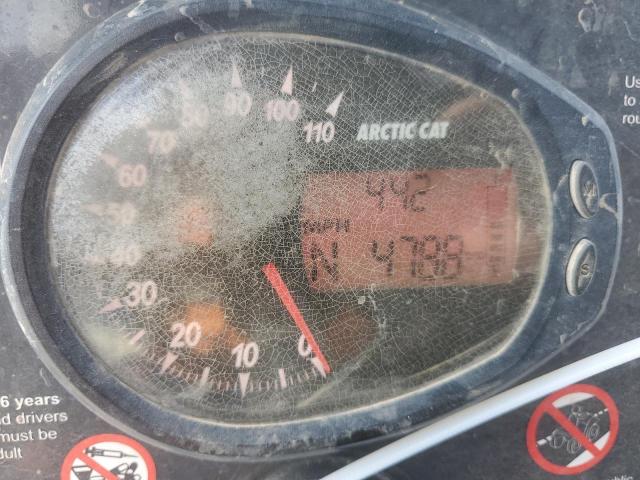 110
100
90
80
70
60
50
40
30
20
10
0
ARCTIC CAT
442
MPH
N 4788
S
Us
to
rou
6 years
d drivers
must be
dult